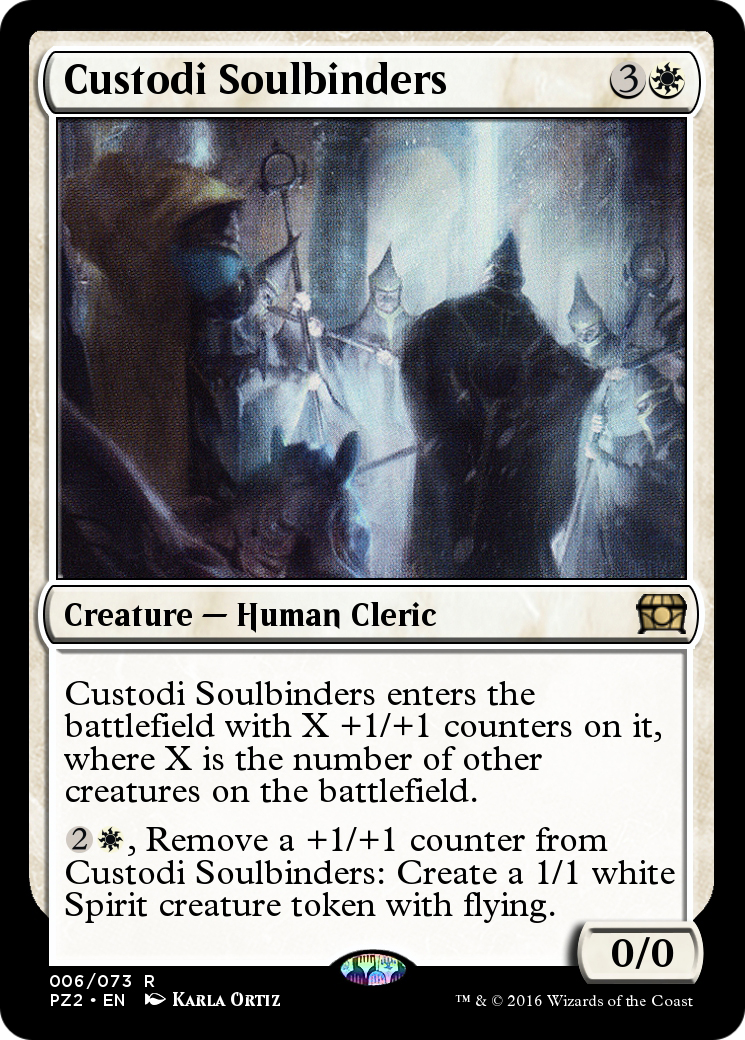 Custodi Soulbinders 3
Creature — Human Cleric
Custodi Soulbinders enters the
battlefield with X +1/+1 counters on it,
where X is the number of other
creatures on the battlefield.
2, Remove a +1/+1 counter from
Custodi Soulbinders: Create a 1/1 white
Spirit creature token with flying.
0/0
006/073 R
PZ2 • EN Karla Ortiz
™ & © 2016 Wizards of the Coast